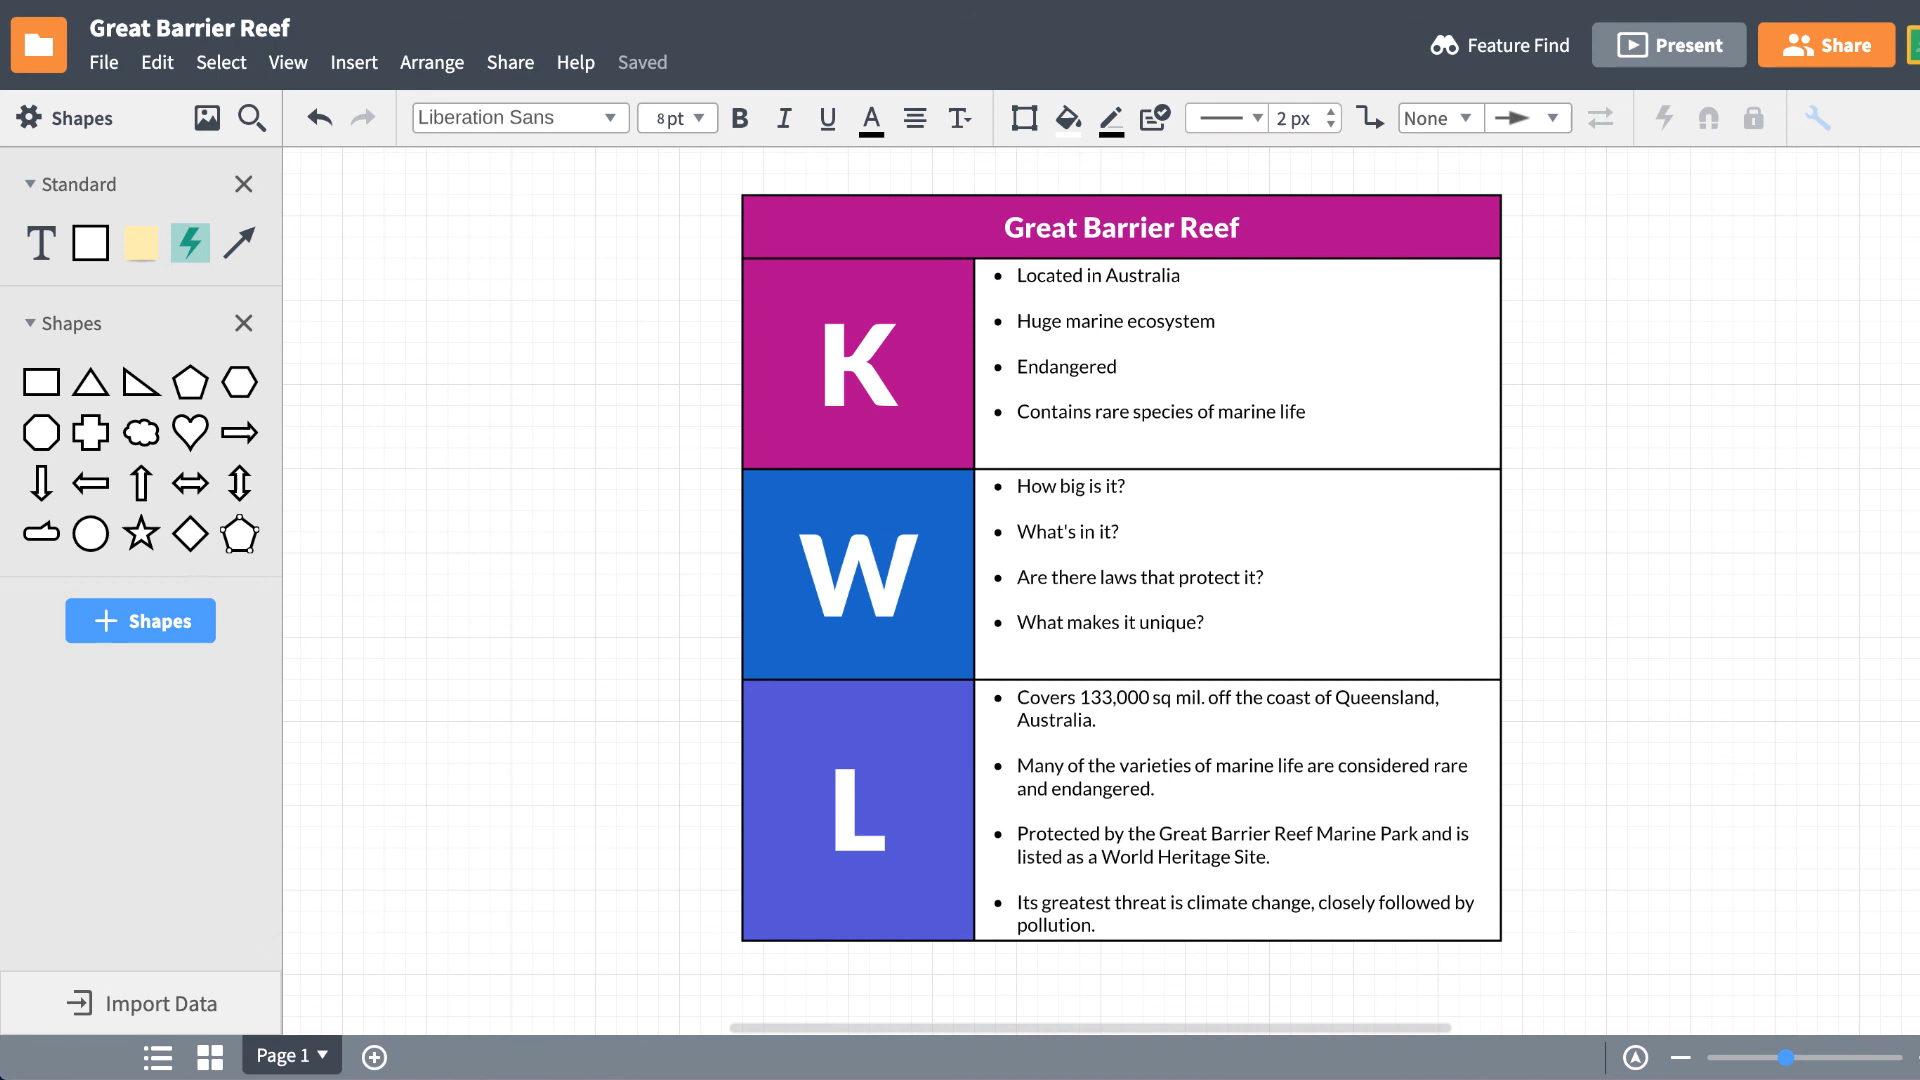 Great Barrier Reef
File Edit Select View Insert Arrange Share Help Saved
Feature Find
Present
Share
Shapes
Liberation Sans
8 pt
B I U A T
2 px
None
Standard
T
Shapes
+ Shapes
Import Data
Great Barrier Reef
K
Located in Australia
Huge marine ecosystem
Endangered
Contains rare species of marine life
W
How big is it?
What's in it?
Are there laws that protect it?
What makes it unique?
L
Covers 133,000 sq mil. off the coast of Queensland,
Australia.
Many of the varieties of marine life are considered rare
and endangered.
Protected by the Great Barrier Reef Marine Park and is
listed as a World Heritage Site.
Its greatest threat is climate change, closely followed by
pollution.
Page 1